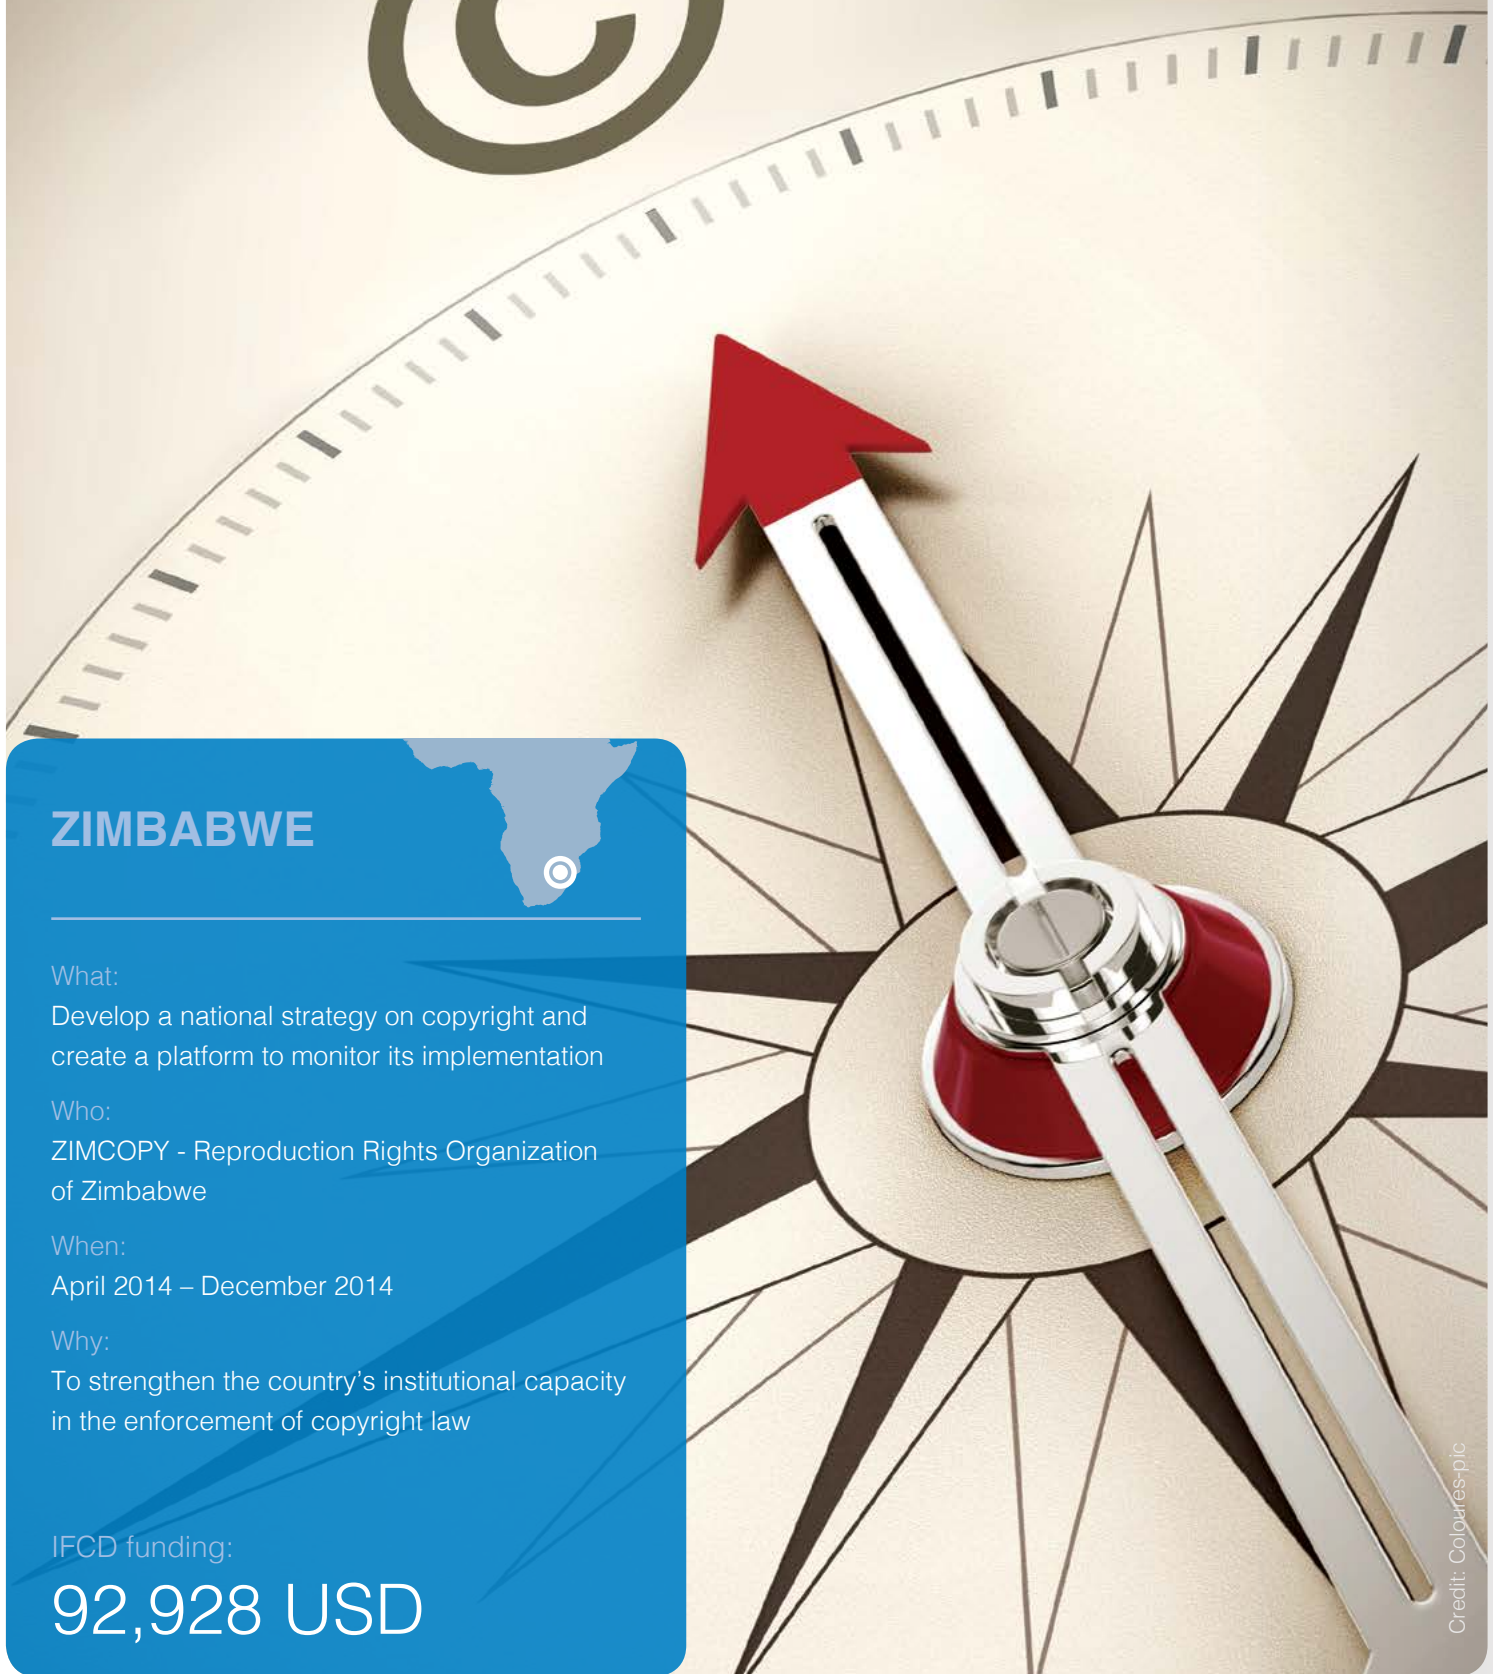 ©
ZIMBABWE
What:
Develop a national strategy on copyright and
create a platform to monitor its implementation
Who:
ZIMCOPY - Reproduction Rights Organization
of Zimbabwe
When:
April 2014 – December 2014
Why:
To strengthen the country’s institutional capacity
in the enforcement of copyright law
IFCD funding:
92,928 USD
Credit: Coloures-pic